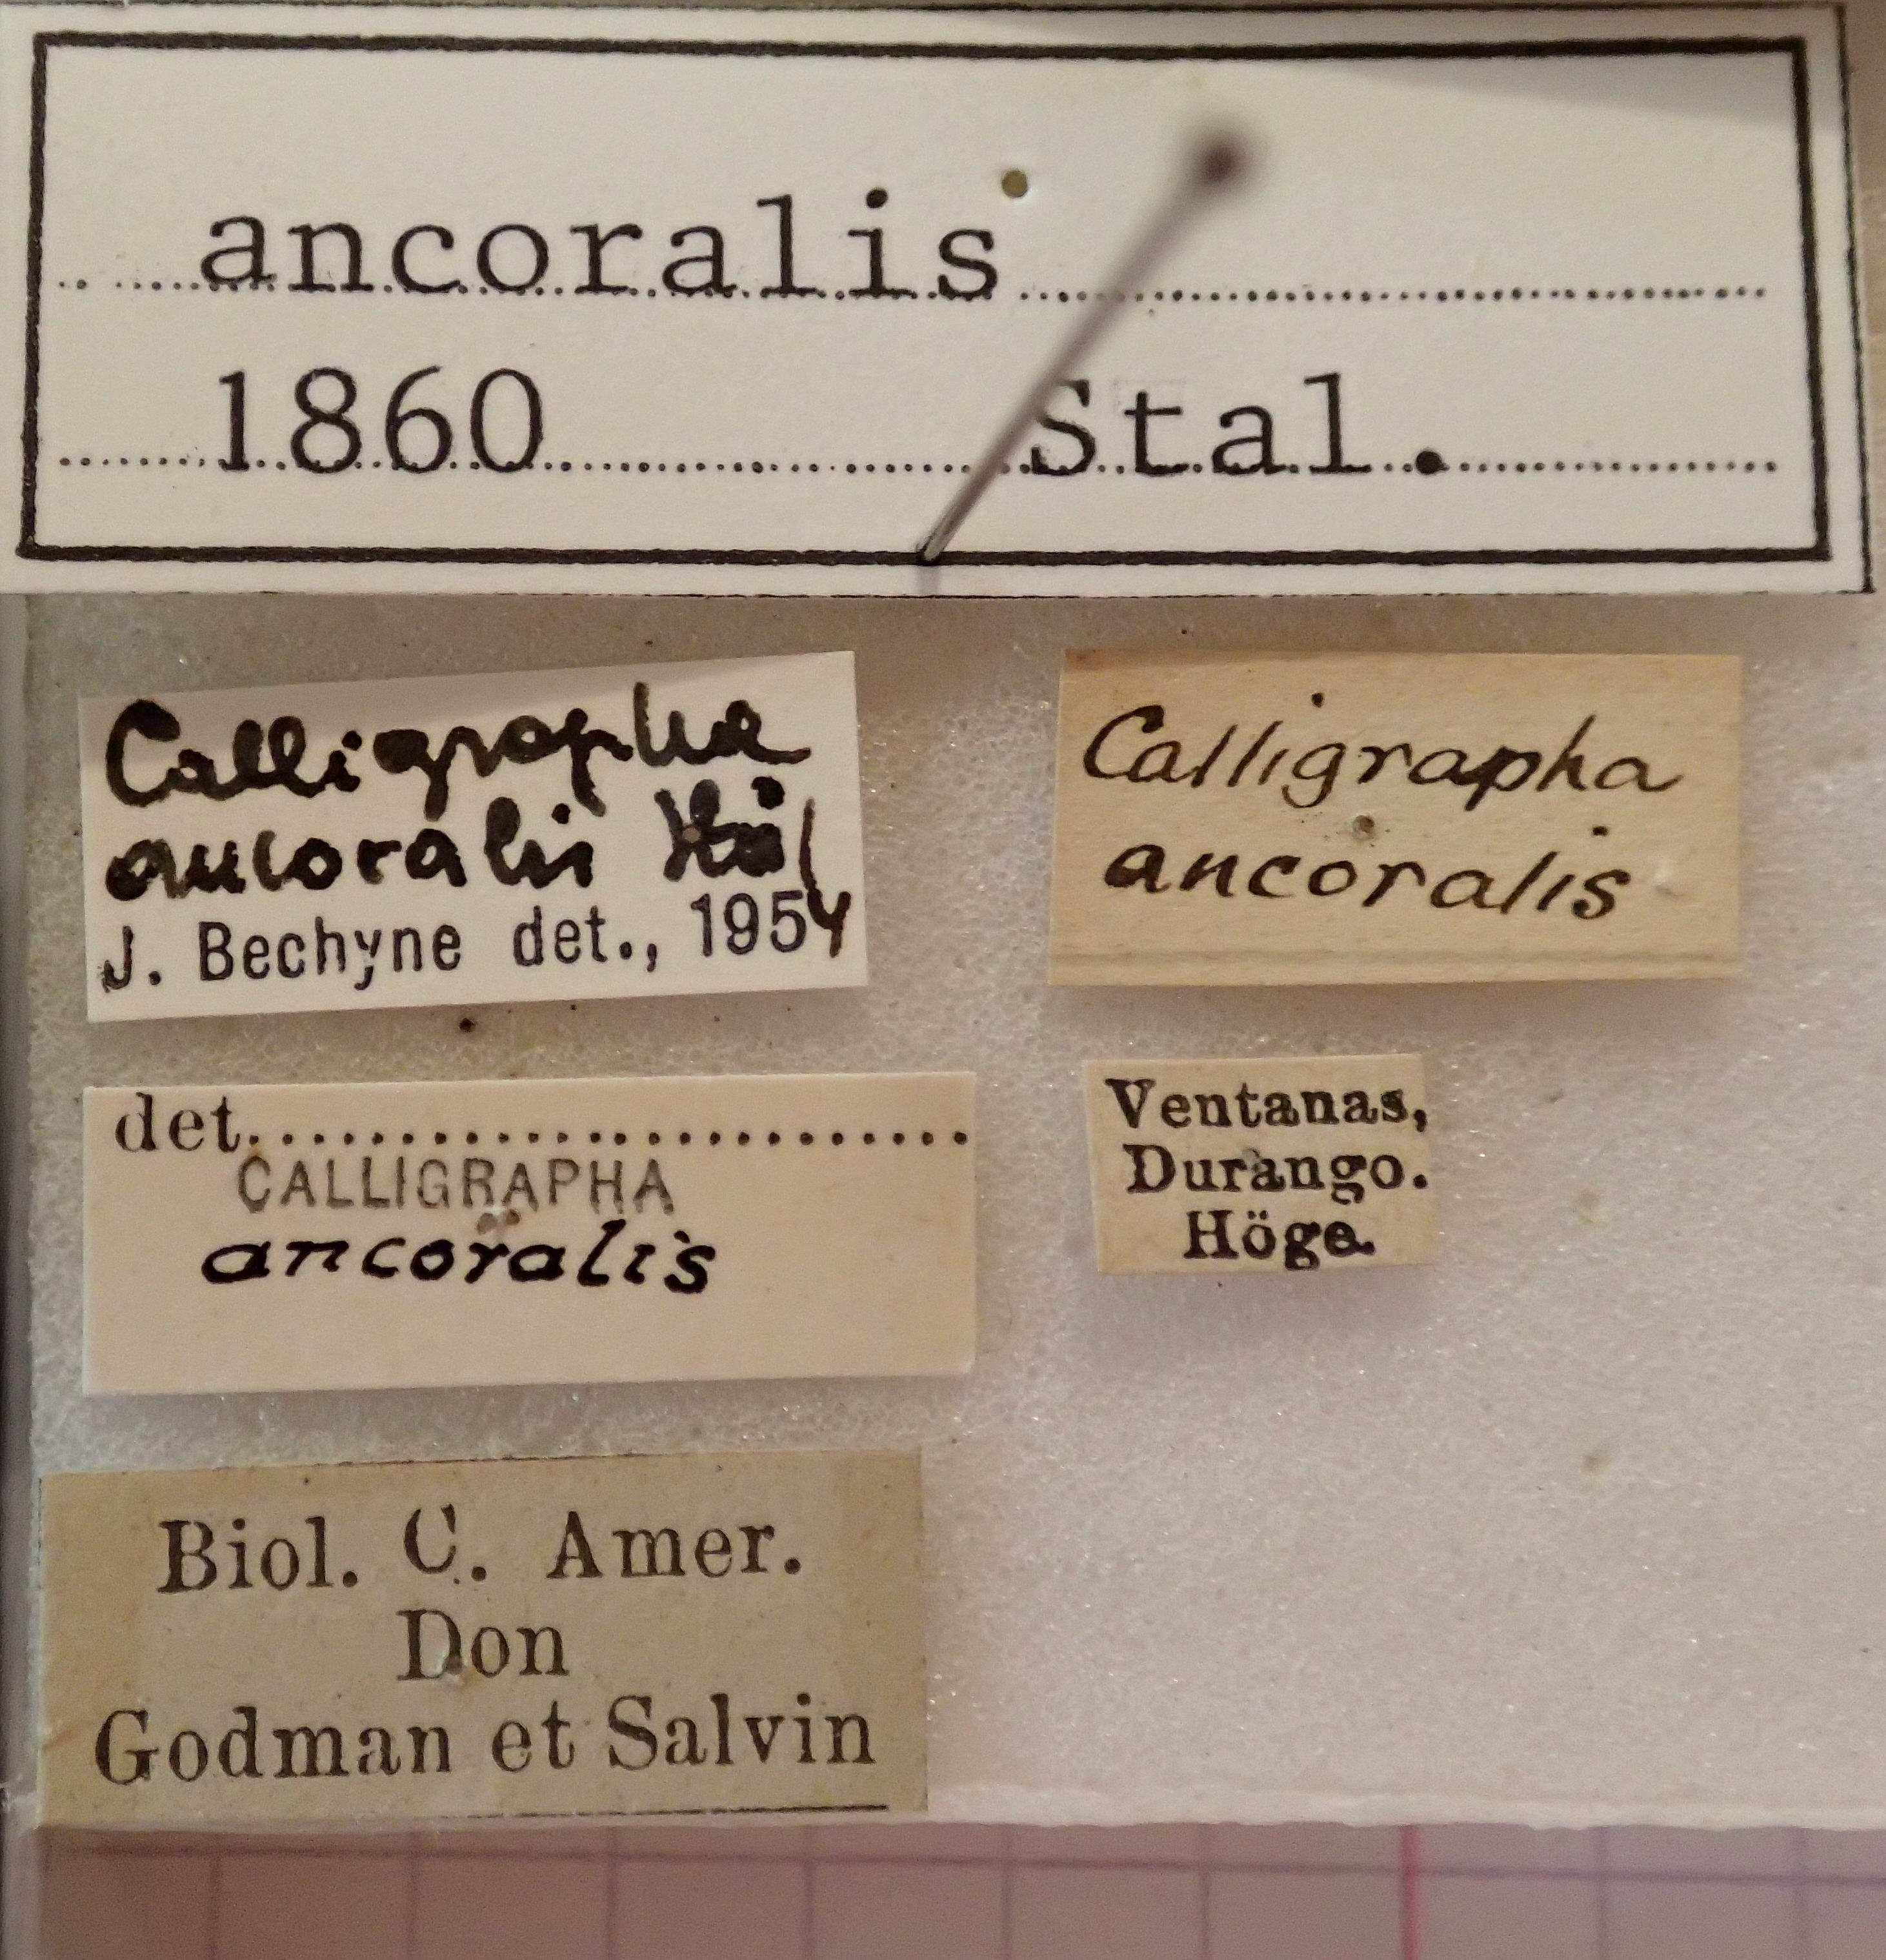 ancoralis
1860 Stal.
Calligrapha
ancoralis
J. Bechyne det., 1954
Calligrapha
ancoralis
det.
CALLIGRAPHA
ancoralis
Ventanas,
Durango.
Höge.
Biol. C. Amer.
Don
Godman et Salvin